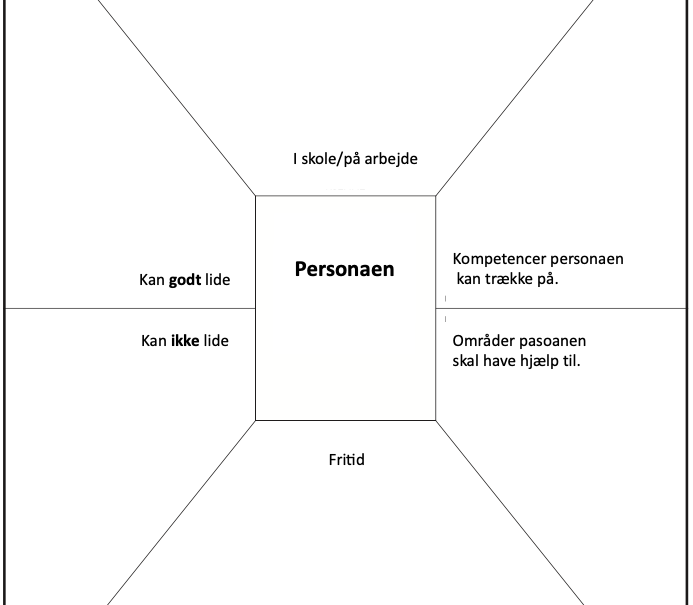 I skole/på arbejde
Personaen
Kan godt lide
Kompetencer personaen
kan trække på.
Kan ikke lide
Områder pasoanen
skal have hjælp til.
Fritid